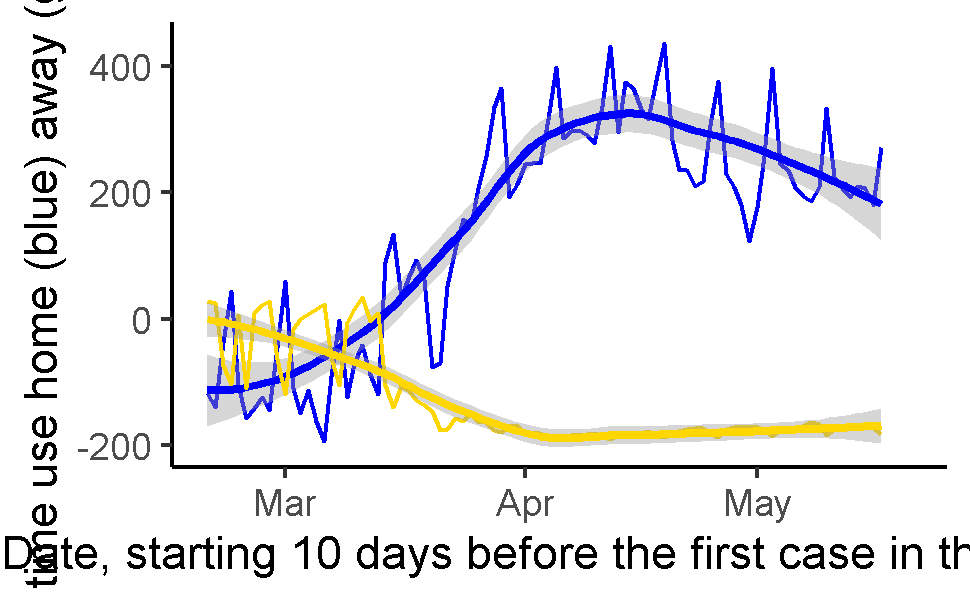 time use home (blue) away (
400
200
0
-200
Mar Apr May
Date, starting 10 days before the first case in th